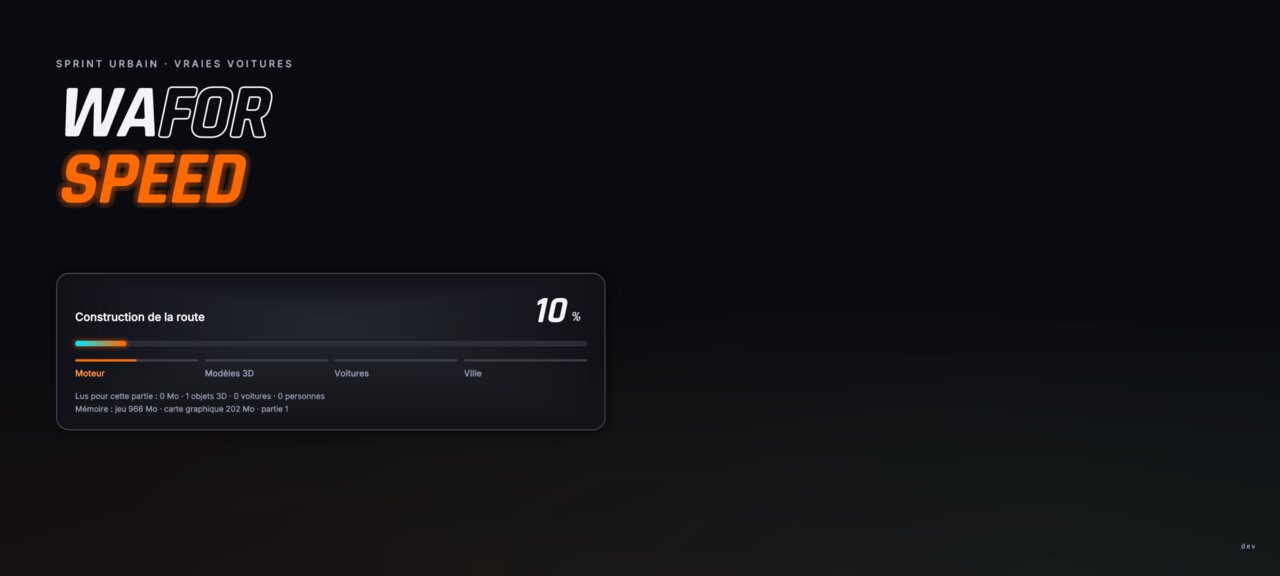 SPRINT URBAIN · VRAIES VOITURES
WAFOR
SPEED
Construction de la route
10 %
Moteur
Modèles 3D
Voitures
Ville
Lus pour cette partie : 0 Mo · 1 objets 3D · 0 voitures · 0 personnes
Mémoire : jeu 968 Mo · carte graphique 202 Mo · partie 1
dev